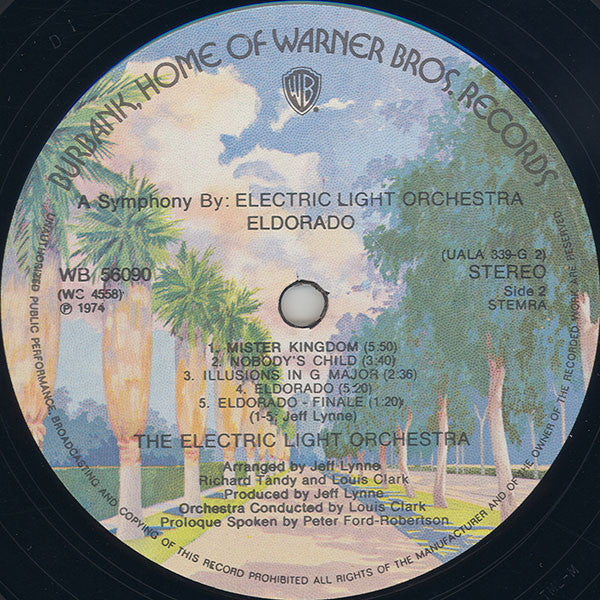 BURBANK, HOME OF WARNER BROS. RECORDS
WB
A Symphony By: ELECTRIC LIGHT ORCHESTRA
ELDORADO
WB 56090
(WC 4558)
℗ 1974
(UALA 339-G 2)
STEREO
Side 2
STEMRA
1. MISTER KINGDOM (5:50)
2. NOBODY'S CHILD (3:40)
3. ILLUSIONS IN G MAJOR (2:36)
4. ELDORADO (5:20)
5. ELDORADO - FINALE (1:20)
(1-5: Jeff Lynne)
THE ELECTRIC LIGHT ORCHESTRA
Arranged by Jeff Lynne
Richard Tandy and Louis Clark
Produced by Jeff Lynne
Orchestra Conducted by Louis Clark
Proloque Spoken by Peter Ford-Robertson
UNAUTHORIZED PUBLIC PERFORMANCE, BROADCASTING AND COPYING OF THIS RECORD PROHIBITED ALL RIGHTS OF THE MANUFACTURER AND OF THE OWNER OF THE RECORDED WORK ARE RESERVED